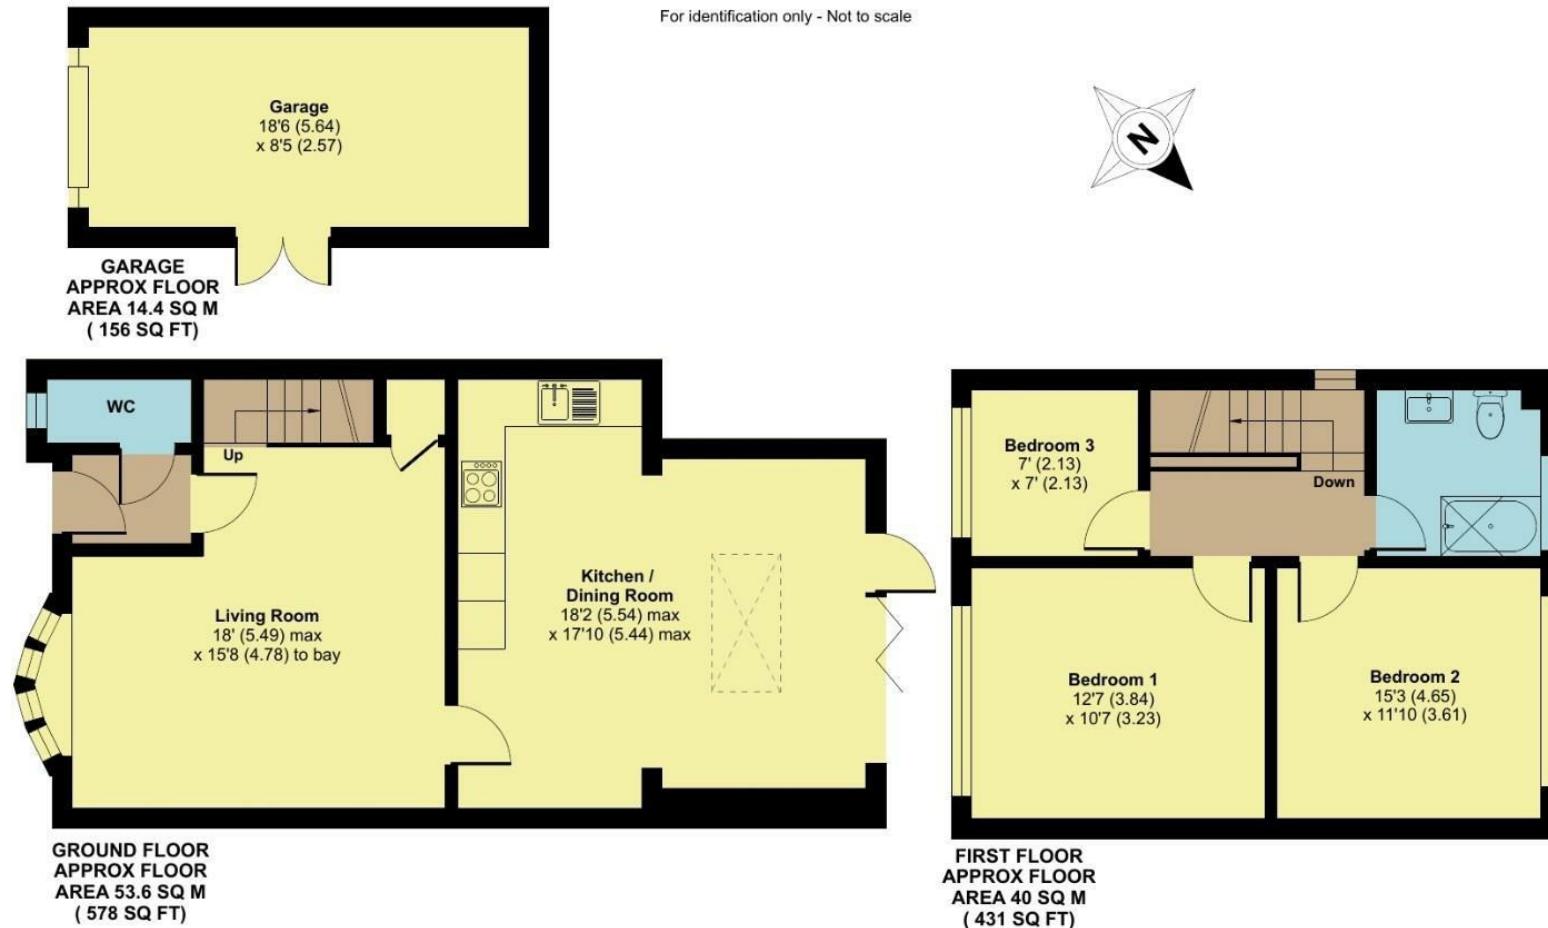 For identification only - Not to scale
Garage
18'6 (5.64)
x 8'5 (2.57)
N
GARAGE
APPROX FLOOR
AREA 14.4 SQ M
( 156 SQ FT)
WC
Up
Living Room
18' (5.49) max
x 15'8 (4.78) to bay
Kitchen /
Dining Room
18'2 (5.54) max
x 17'10 (5.44) max
GROUND FLOOR
APPROX FLOOR
AREA 53.6 SQ M
( 578 SQ FT)
Bedroom 3
7' (2.13)
x 7' (2.13)
Down
Bedroom 1
12'7 (3.84)
x 10'7 (3.23)
Bedroom 2
15'3 (4.65)
x 11'10 (3.61)
FIRST FLOOR
APPROX FLOOR
AREA 40 SQ M
( 431 SQ FT)